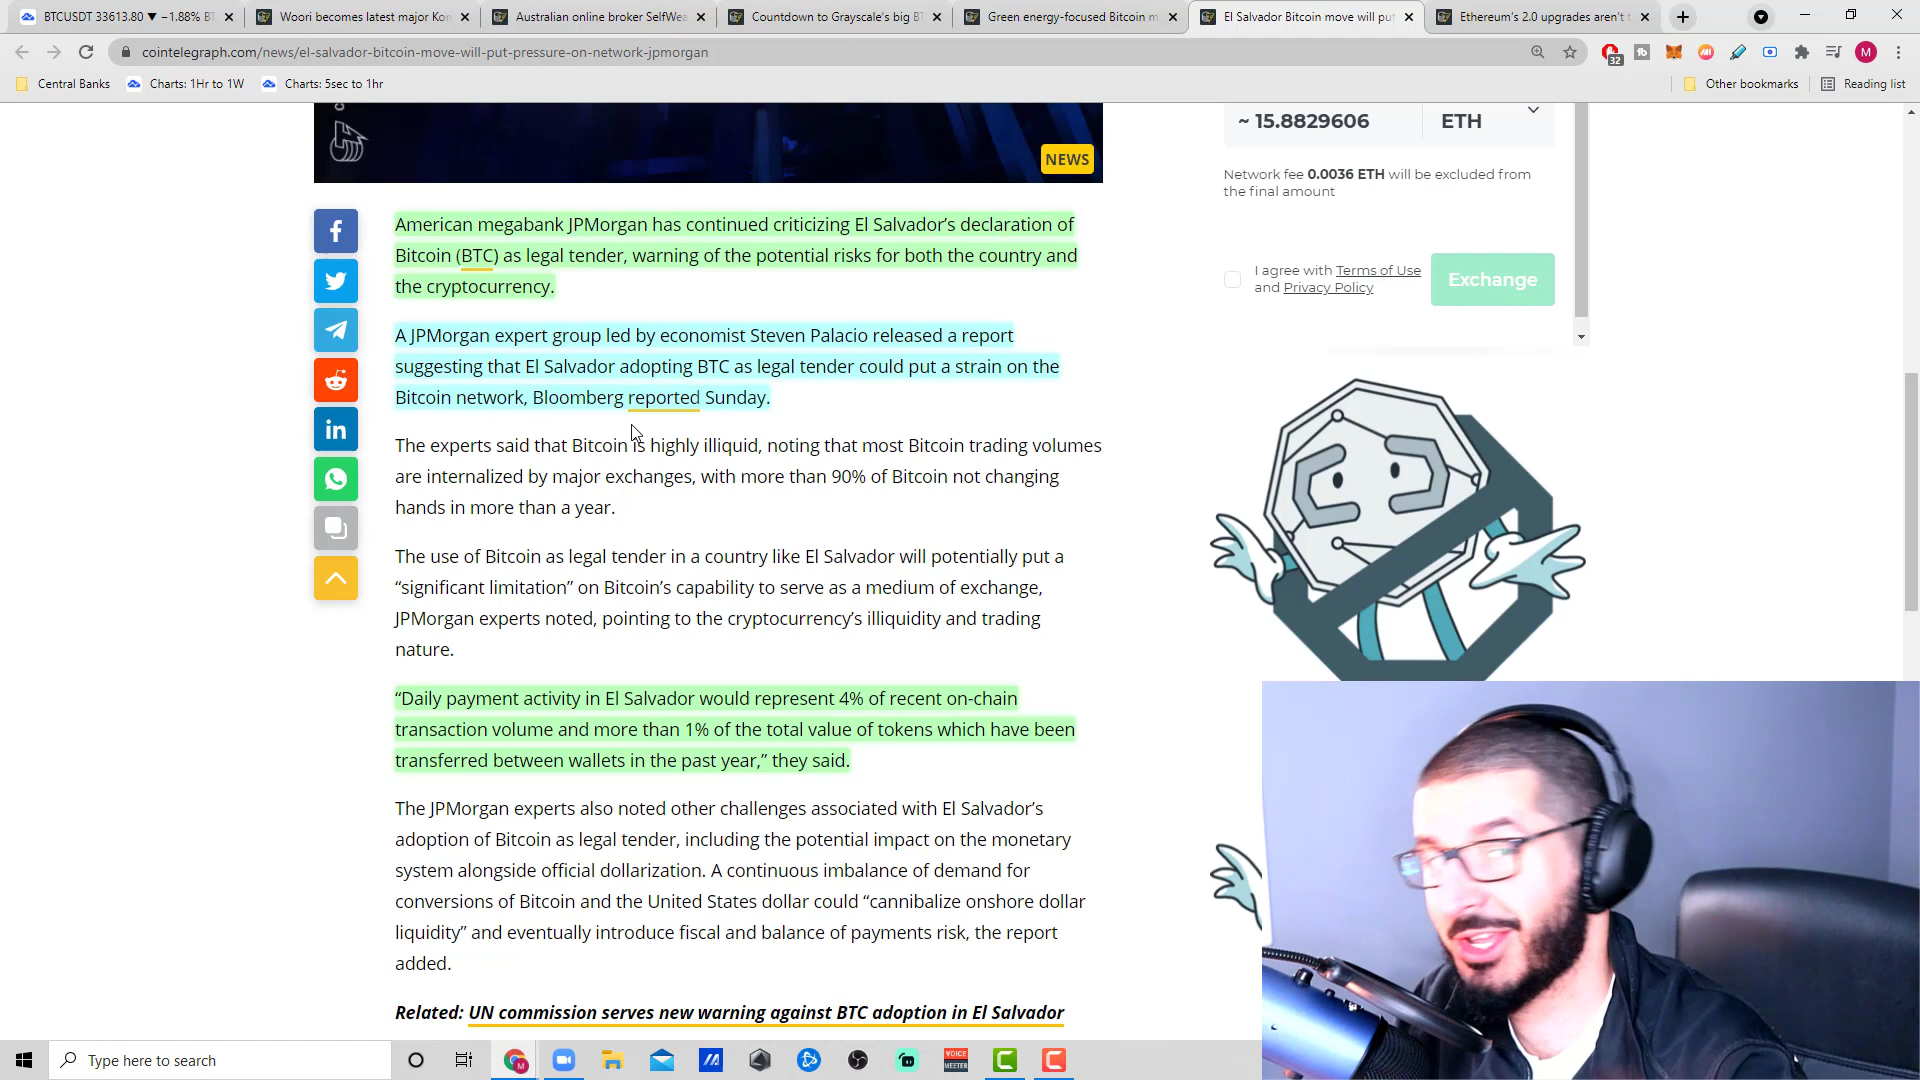 BTCUSDT 33613.80 ▼ −1.88% BT
Woori becomes latest major Kor
Australian online broker SelfWea
Countdown to Grayscale's big BT
Green energy-focused Bitcoin m
El Salvador Bitcoin move will put
Ethereum's 2.0 upgrades aren't t
cointelegraph.com/news/el-salvador-bitcoin-move-will-put-pressure-on-network-jpmorgan
32
M
Central Banks
Charts: 1Hr to 1W
Charts: 5sec to 1hr
Other bookmarks
Reading list
NEWS
~ 15.8829606
ETH
Network fee 0.0036 ETH will be excluded from
the final amount
I agree with Terms of Use
and Privacy Policy
Exchange
American megabank JPMorgan has continued criticizing El Salvador's declaration of
Bitcoin (BTC) as legal tender, warning of the potential risks for both the country and
the cryptocurrency.
A JPMorgan expert group led by economist Steven Palacio released a report
suggesting that El Salvador adopting BTC as legal tender could put a strain on the
Bitcoin network, Bloomberg reported Sunday.
The experts said that Bitcoin is highly illiquid, noting that most Bitcoin trading volumes
are internalized by major exchanges, with more than 90% of Bitcoin not changing
hands in more than a year.
The use of Bitcoin as legal tender in a country like El Salvador will potentially put a
“significant limitation” on Bitcoin's capability to serve as a medium of exchange,
JPMorgan experts noted, pointing to the cryptocurrency's illiquidity and trading
nature.
“Daily payment activity in El Salvador would represent 4% of recent on-chain
transaction volume and more than 1% of the total value of tokens which have been
transferred between wallets in the past year,” they said.
The JPMorgan experts also noted other challenges associated with El Salvador's
adoption of Bitcoin as legal tender, including the potential impact on the monetary
system alongside official dollarization. A continuous imbalance of demand for
conversions of Bitcoin and the United States dollar could “cannibalize onshore dollar
liquidity” and eventually introduce fiscal and balance of payments risk, the report
added.
Related: UN commission serves new warning against BTC adoption in El Salvador
Type here to search
VOICE
MEETER